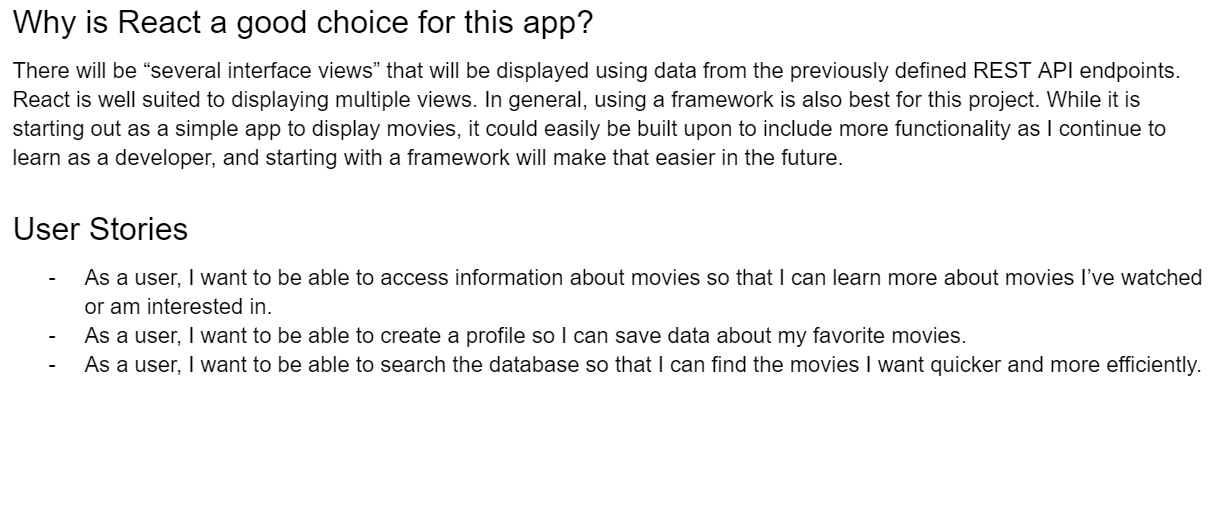 Why is React a good choice for this app?
There will be “several interface views” that will be displayed using data from the previously defined REST API endpoints.
React is well suited to displaying multiple views. In general, using a framework is also best for this project. While it is
starting out as a simple app to display movies, it could easily be built upon to include more functionality as I continue to
learn as a developer, and starting with a framework will make that easier in the future.
User Stories
- As a user, I want to be able to access information about movies so that I can learn more about movies I’ve watched
or am interested in.
- As a user, I want to be able to create a profile so I can save data about my favorite movies.
- As a user, I want to be able to search the database so that I can find the movies I want quicker and more efficiently.